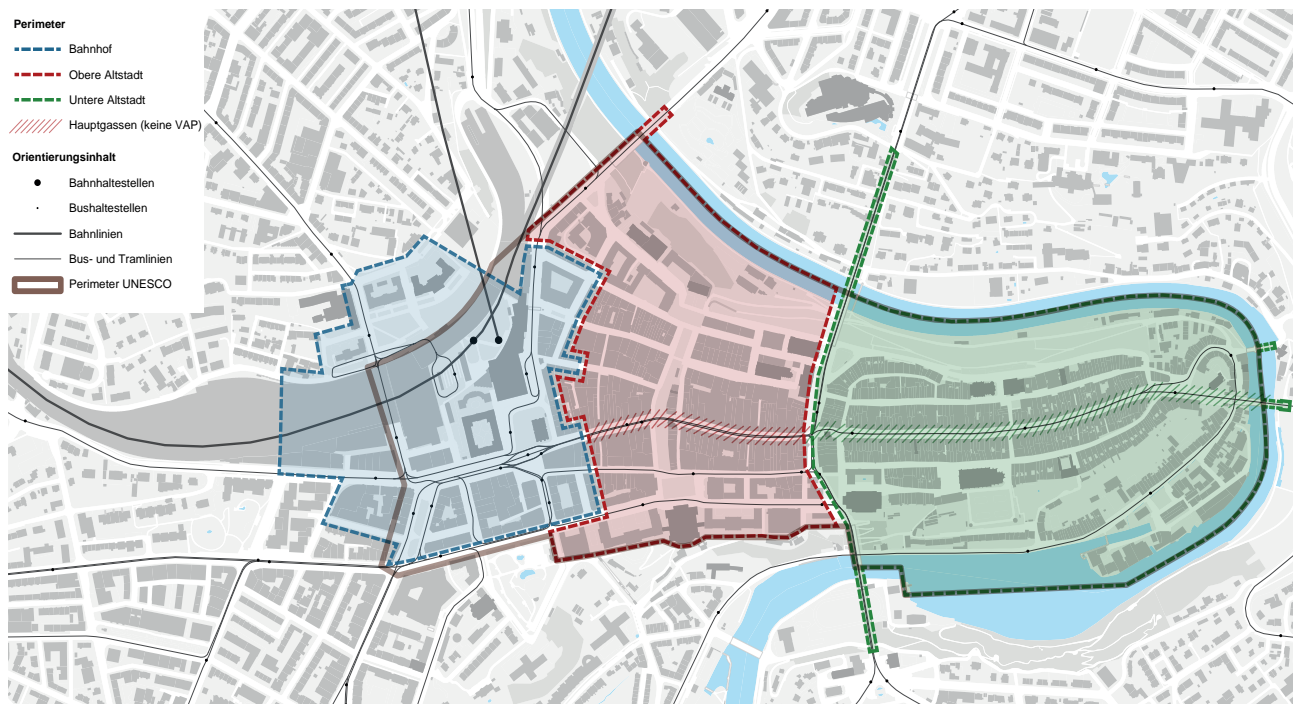 Perimeter
Bahnhof
Obere Altstadt
Untere Altstadt
Hauptgassen (keine VAP)
Orientierungsinhalt
Bahnhaltestellen
Bushaltestellen
Bahnlinien
Bus- und Tramlinien
Perimeter UNESCO